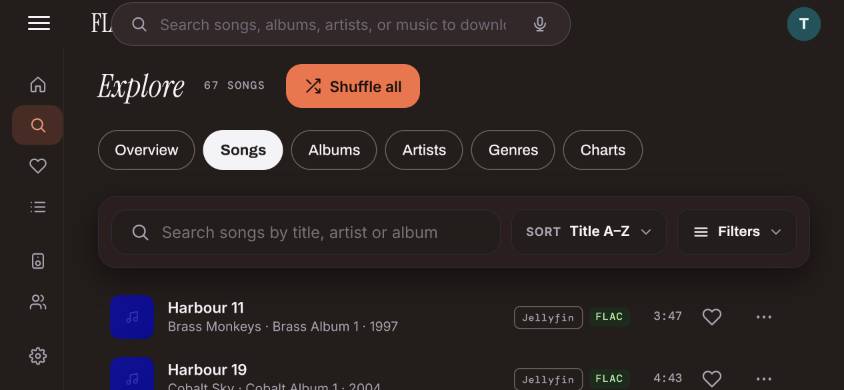 FL
Search songs, albums, artists, or music to downlo
T
Explore
67 SONGS
Shuffle all
Overview
Songs
Albums
Artists
Genres
Charts
Search songs by title, artist or album
SORT Title A–Z
Filters
Harbour 11
Brass Monkeys · Brass Album 1 · 1997
Jellyfin
FLAC
3:47
Harbour 19
Cobalt Sky · Cobalt Album 1 · 2004
Jellyfin
FLAC
4:43